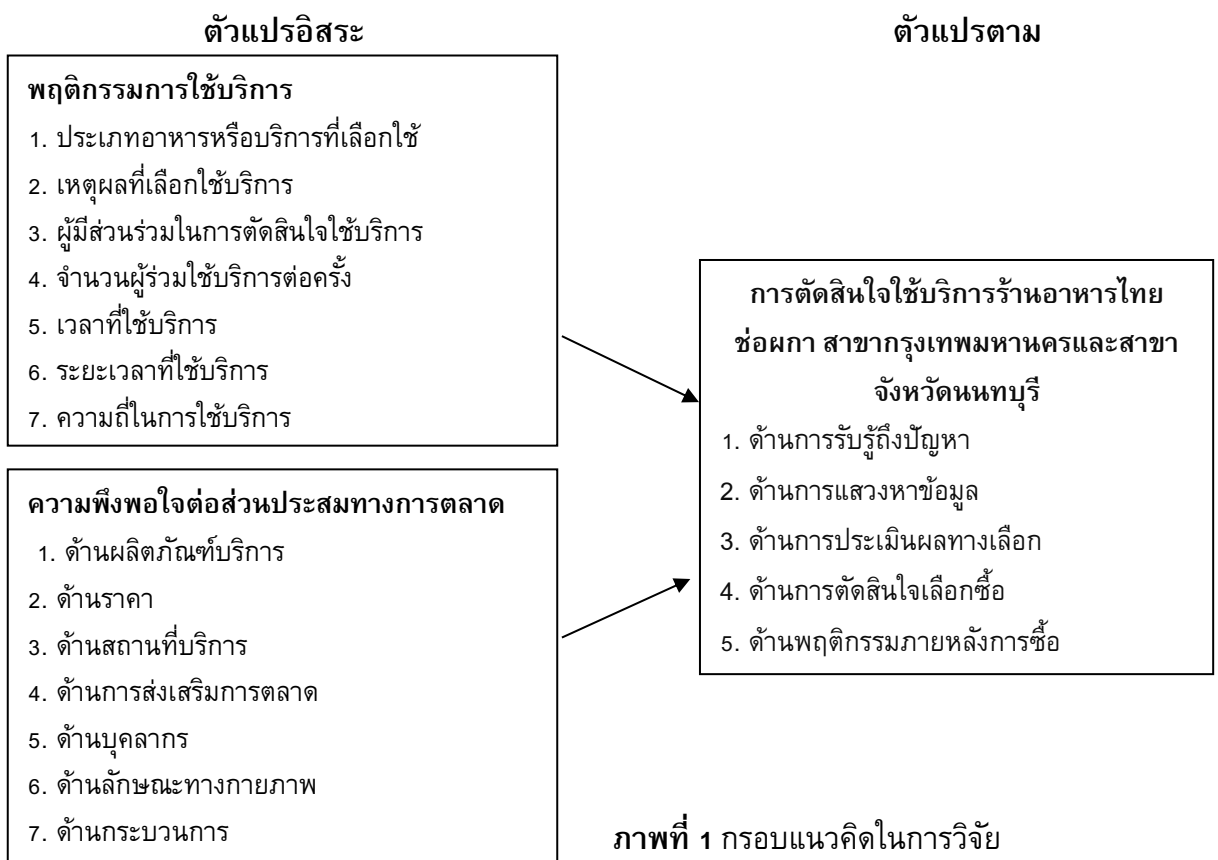 ตัวแปรอิสระ
พฤติกรรมการใช้บริการ
1. ประเภทอาหารหรือบริการที่เลือกใช้
2. เหตุผลที่เลือกใช้บริการ
3. ผู้มีส่วนร่วมในการตัดสินใจใช้บริการ
4. จำนวนผู้ร่วมใช้บริการต่อครั้ง
5. เวลาที่ใช้บริการ
6. ระยะเวลาที่ใช้บริการ
7. ความถี่ในการใช้บริการ
ความพึงพอใจต่อส่วนประสมทางการตลาด
1. ด้านผลิตภัณฑ์บริการ
2. ด้านราคา
3. ด้านสถานที่บริการ
4. ด้านการส่งเสริมการตลาด
5. ด้านบุคลากร
6. ด้านลักษณะทางกายภาพ
7. ด้านกระบวนการ
ตัวแปรตาม
การตัดสินใจใช้บริการร้านอาหารไทย
ช่อผกา สาขากรุงเทพมหานครและสาขา
จังหวัดนนทบุรี
1. ด้านการรับรู้ถึงปัญหา
2. ด้านการแสวงหาข้อมูล
3. ด้านการประเมินผลทางเลือก
4. ด้านการตัดสินใจเลือกซื้อ
5. ด้านพฤติกรรมภายหลังการซื้อ
ภาพที่ 1 กรอบแนวคิดในการวิจัย